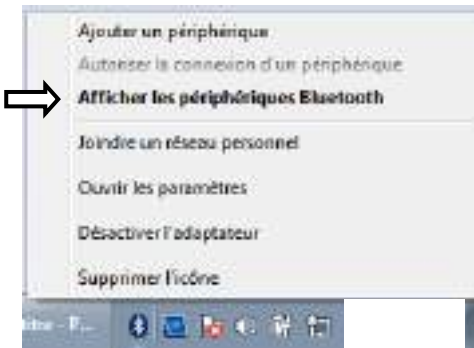 Ajouter un périphérique
Autoriser la connexion d'un périphérique
Afficher les périphériques Bluetooth
Joindre un réseau personnel
Ouvrir les paramètres
Désactiver l'adaptateur
Supprimer l'icône